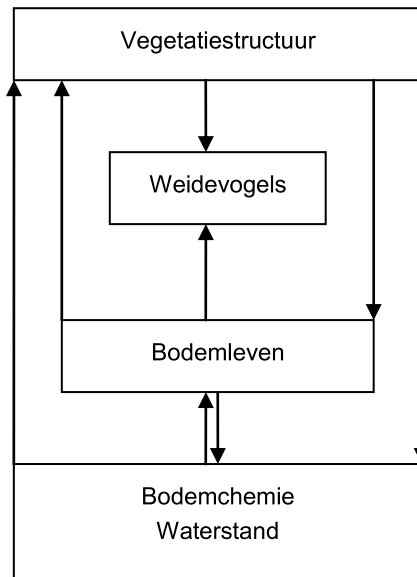 Vegetatiestructuur
Weidevogels
Bodemleven
Bodemchemie
Waterstand